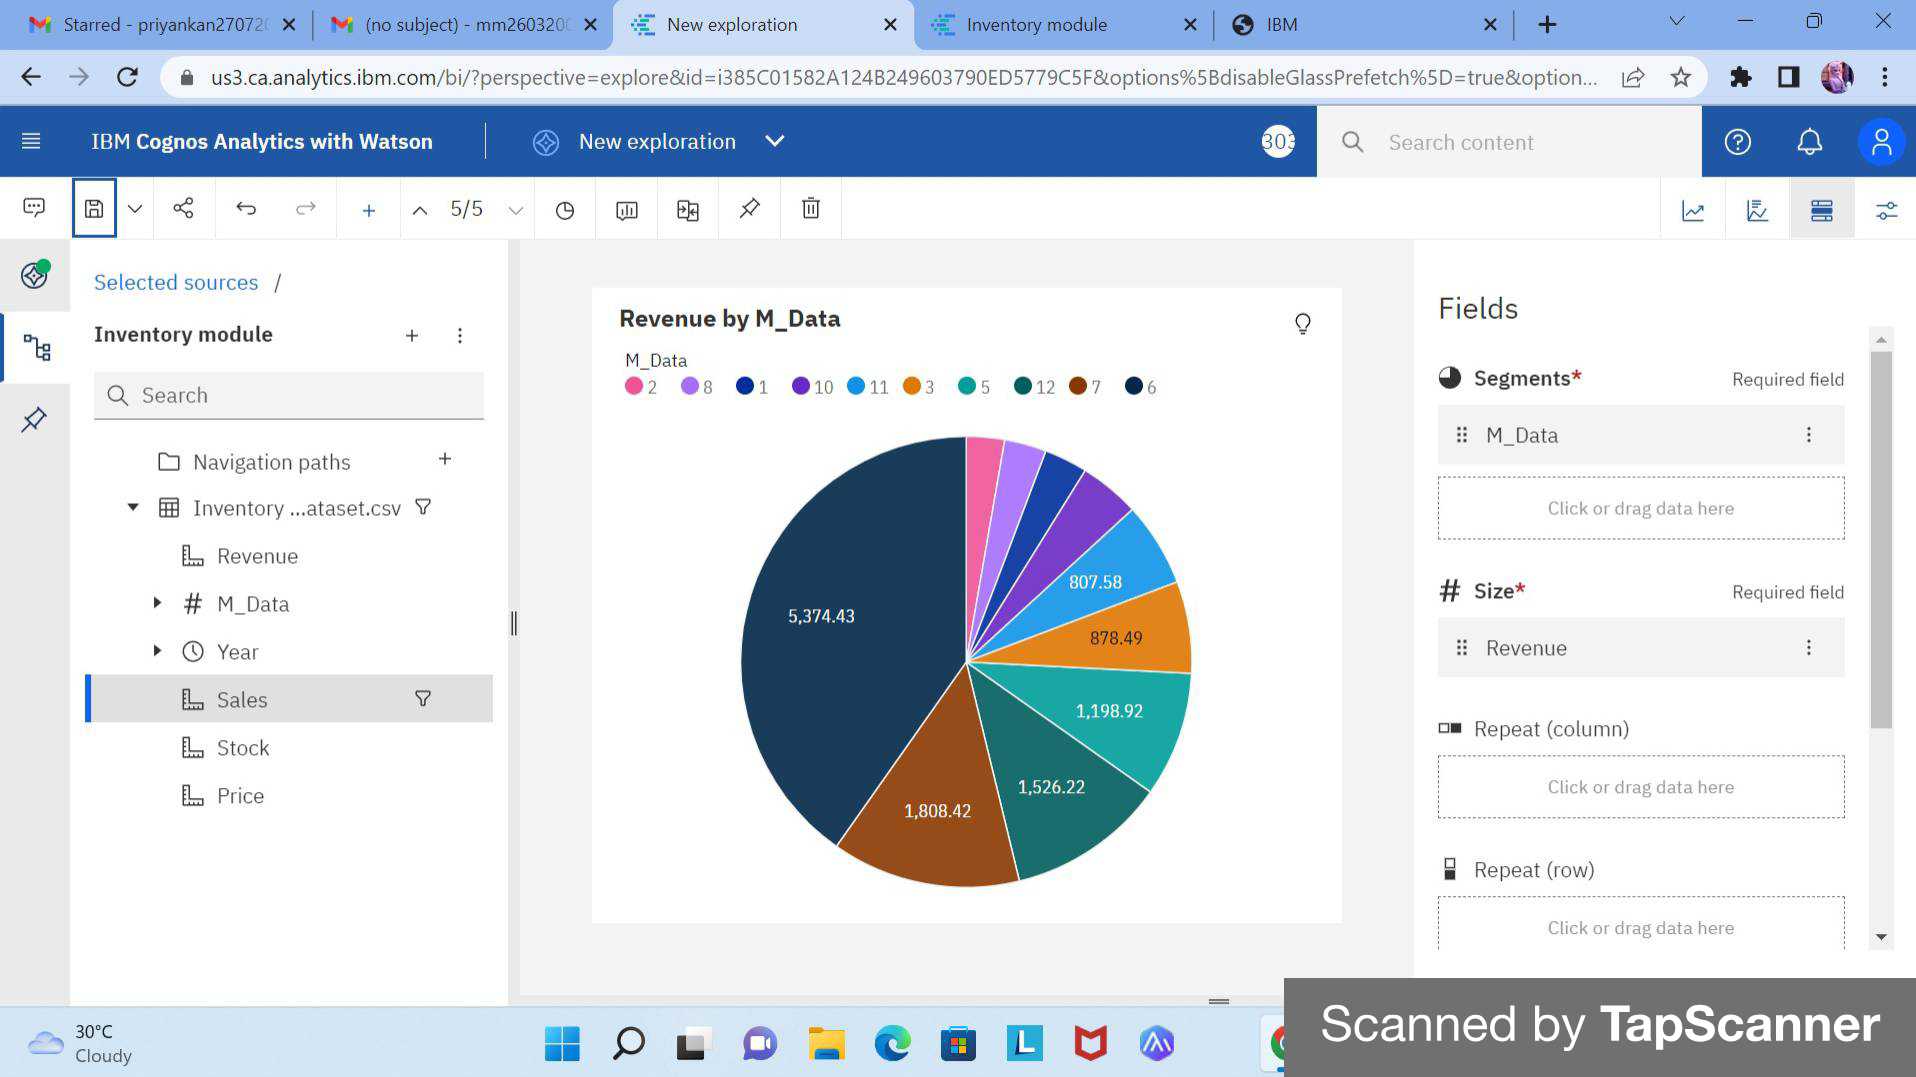 Starred - priyankan27072
(no subject) - mm260320
New exploration
Inventory module
IBM
us3.ca.analytics.ibm.com/bi/?perspective=explore&id=i385C01582A124B249603790ED5779C5F&options%5BdisableGlassPrefetch%5D=true&option...
IBM Cognos Analytics with Watson
New exploration
303
Search content
5/5
Selected sources /
Inventory module
Search
Navigation paths
Inventory ...ataset.csv
Revenue
M_Data
Year
Sales
Stock
Price
Revenue by M_Data
M_Data
2 8 1 10 11 3 5 12 7 6
807.58
5,374.43
878.49
1,198.92
1,526.22
1,808.42
Fields
Segments* Required field
M_Data
Click or drag data here
# Size* Required field
Revenue
Repeat (column)
Click or drag data here
Repeat (row)
Click or drag data here
30°C
Cloudy
Scanned by TapScanner